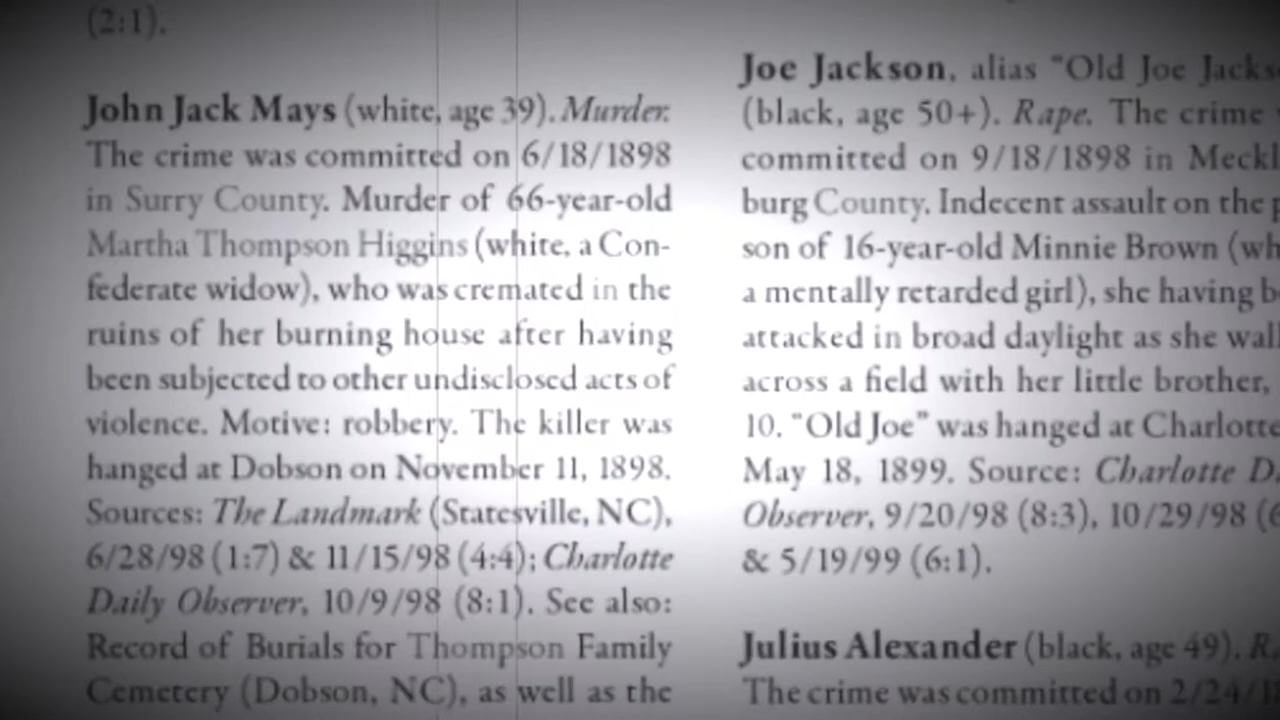 (2:1).
John Jack Mays (white, age 39). Murder.
The crime was committed on 6/18/1898
in Surry County. Murder of 66-year-old
Martha Thompson Higgins (white, a Con-
federate widow), who was cremated in the
ruins of her burning house after having
been subjected to other undisclosed acts of
violence. Motive: robbery. The killer was
hanged at Dobson on November 11, 1898.
Sources: The Landmark (Statesville, NC),
6/28/98 (1:7) & 11/15/98 (4:4); Charlotte
Daily Observer, 10/9/98 (8:1). See also:
Record of Burials for Thompson Family
Cemetery (Dobson, NC), as well as the
Joe Jackson, alias "Old Joe Jacks
(black, age 50+). Rape. The crime
committed on 9/18/1898 in Meckl
burg County. Indecent assault on the p
son of 16-year-old Minnie Brown (wh
a mentally retarded girl), she having b
attacked in broad daylight as she wal
across a field with her little brother,
10. "Old Joe" was hanged at Charlotte
May 18, 1899. Source: Charlotte D
Observer, 9/20/98 (8:3), 10/29/98 (6
& 5/19/99 (6:1).
Julius Alexander (black, age 49). R
The crime was committed on 2/24/1